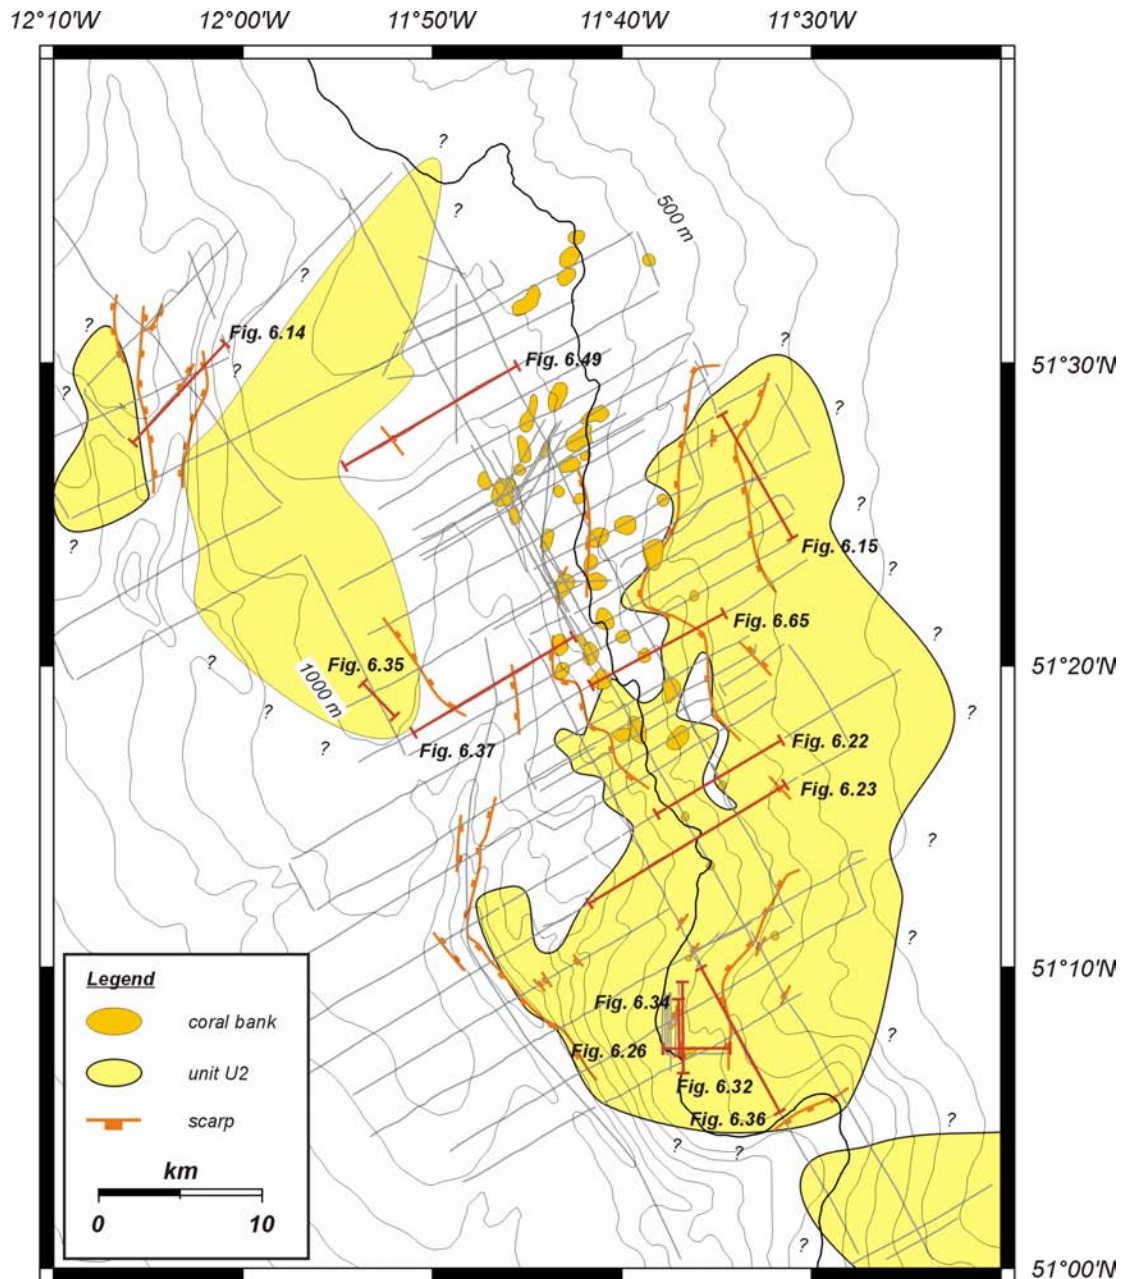 12°10'W 12°00'W 11°50'W 11°40'W 11°30'W
?
500 m
?
?
?
Fig. 6.14
?
?
Fig. 6.49
?
51°30'N
?
?
?
?
Fig. 6.15
?
Fig. 6.65
?
?
Fig. 6.35
51°20'N
1000 m
?
?
?
Fig. 6.37
Fig. 6.22
Fig. 6.23
?
?
51°10'N
Legend
coral bank
unit U2
scarp
km
0 10
Fig. 6.34
?
Fig. 6.26
Fig. 6.32
Fig. 6.36
?
?
?
?
51°00'N